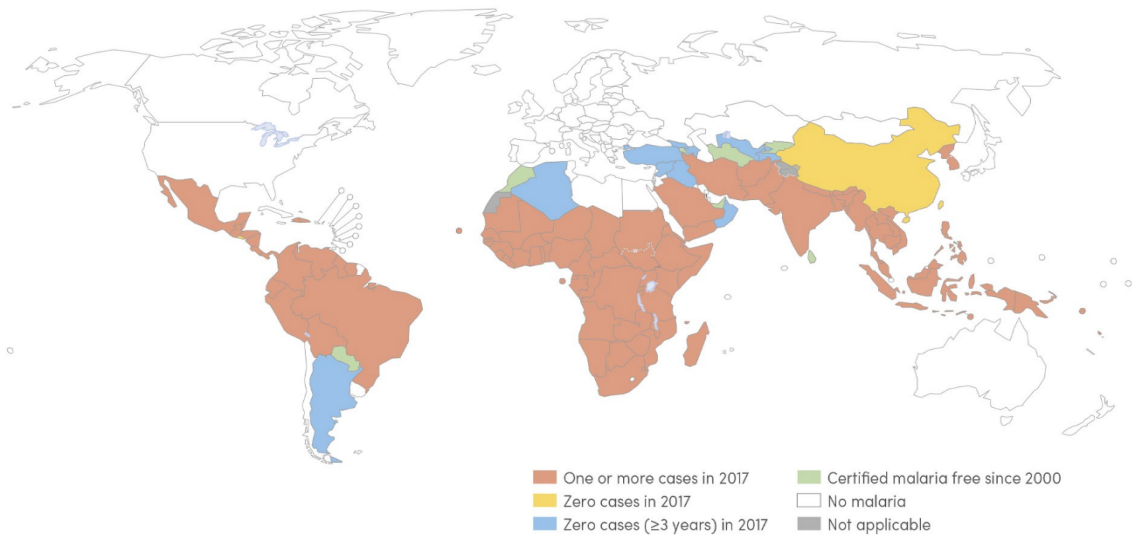 One or more cases in 2017
Zero cases in 2017
Zero cases (≥3 years) in 2017
Certified malaria free since 2000
No malaria
Not applicable